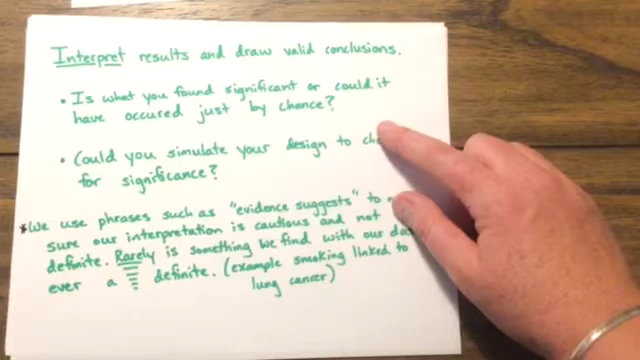 Interpret results and draw valid conclusions.
• Is what you found significant or could it
have occured just by chance?
• Could you simulate your design to
for significance?
*We use phrases such as "evidence suggests" to
sure our interpretation is cautious and not
definite. Rarely is something we find with our
ever a definite. (example smoking linked to
lung cancer)